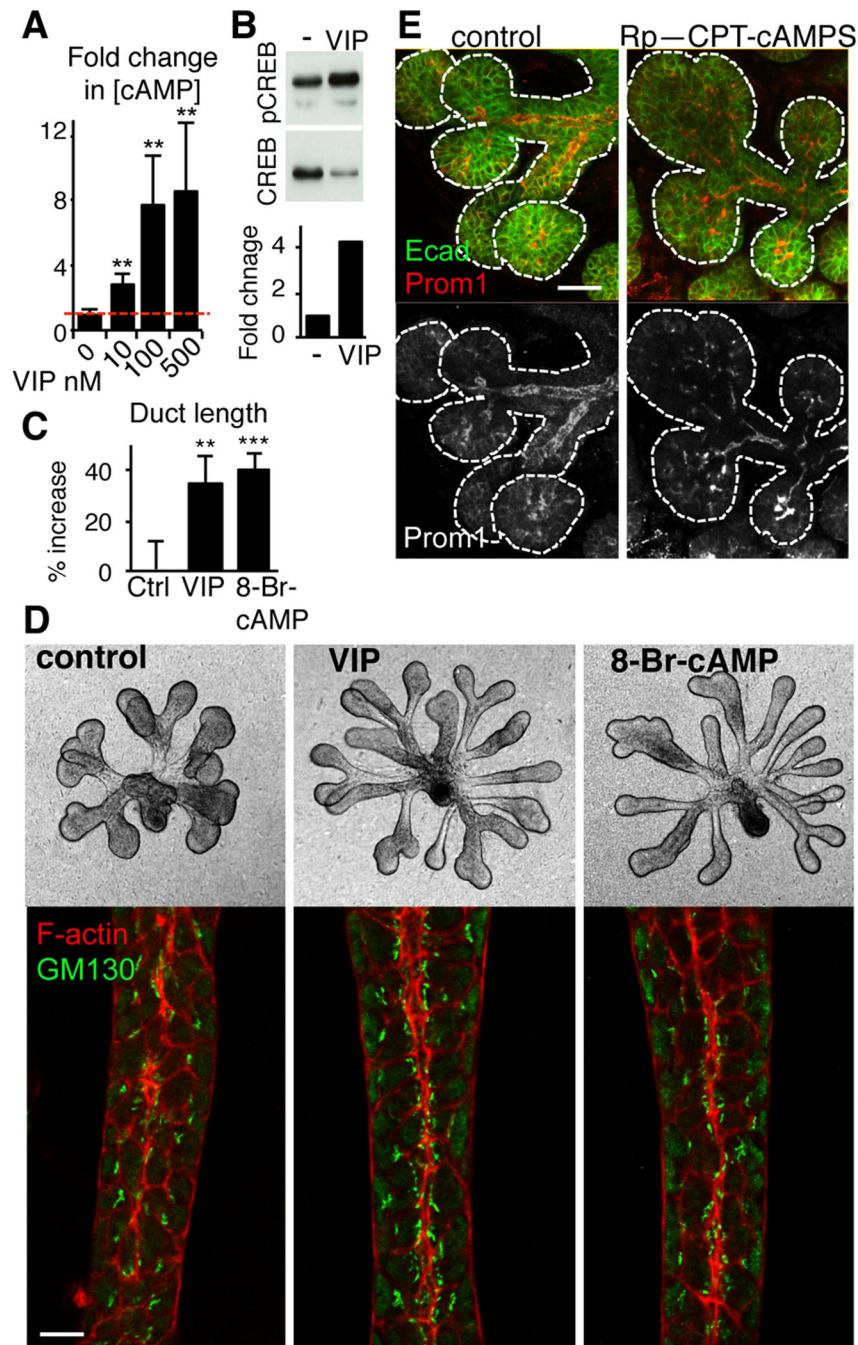 A
Fold change
in [cAMP]
12
8
4
0
**
**
**
0
10
100
500
VIP nM
B
- VIP
pCREB
CREB
Fold chnage
4
2
0
-
VIP
C
Duct length
% increase
40
20
0
**
***
Ctrl VIP 8-Br-
cAMP
D
control
VIP
8-Br-cAMP
F-actin
GM130
E
control
Rp—CPT-cAMPS
Ecad
Prom1
Prom1